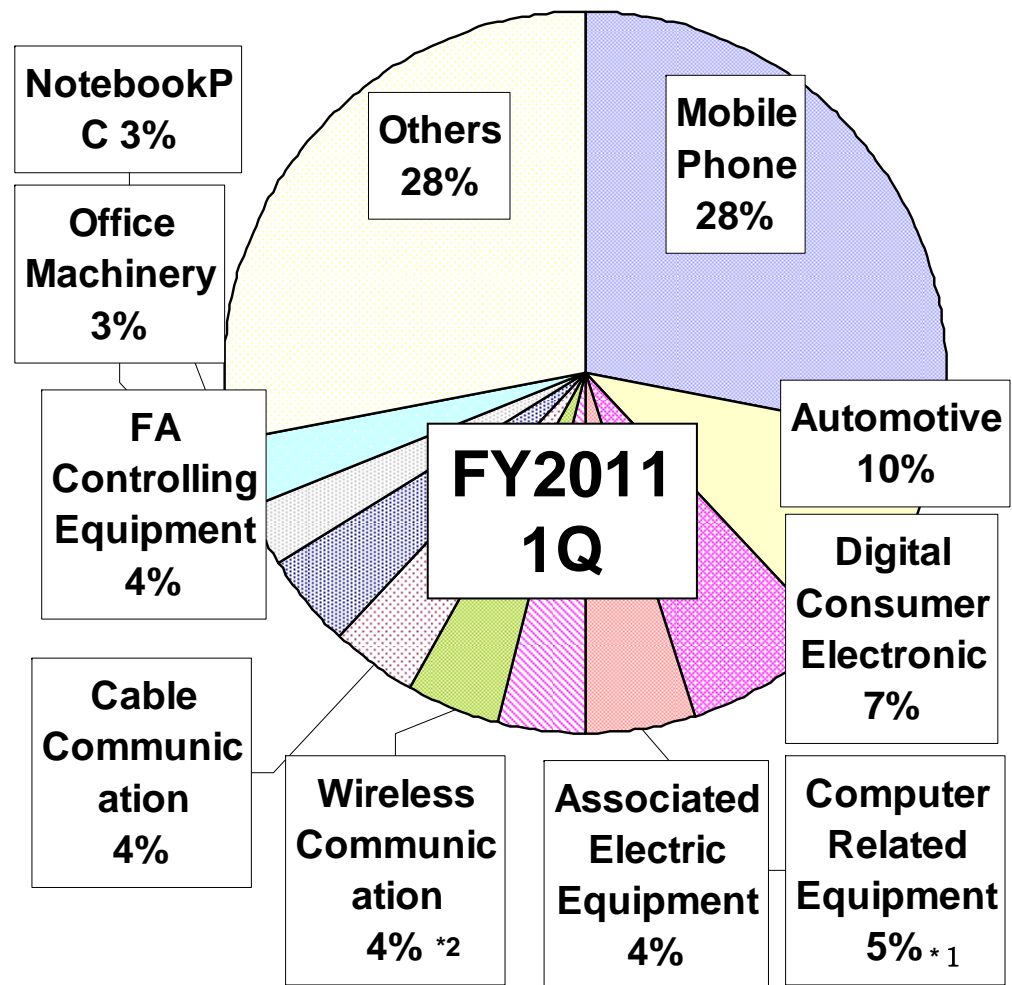 NotebookP
C 3%
Others
28%
Mobile
Phone
28%
Office
Machinery
3%
Automotive
10%
FA
Controlling
Equipment
4%
FY2011
1Q
Digital
Consumer
Electronic
7%
Cable
Communic
ation
4%
Wireless
Communic
ation
4% *2
Associated
Electric
Equipment
4%
Computer
Related
Equipment
5% *1